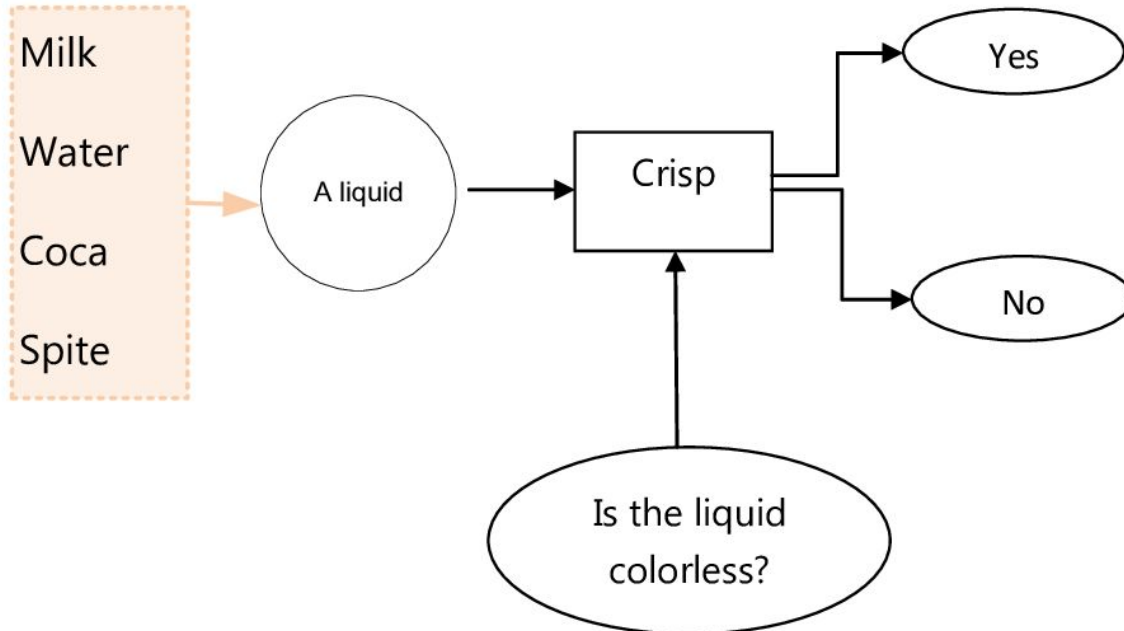 Milk
Water
Coca
Spite
A liquid
Crisp
Yes
No
Is the liquid
colorless?